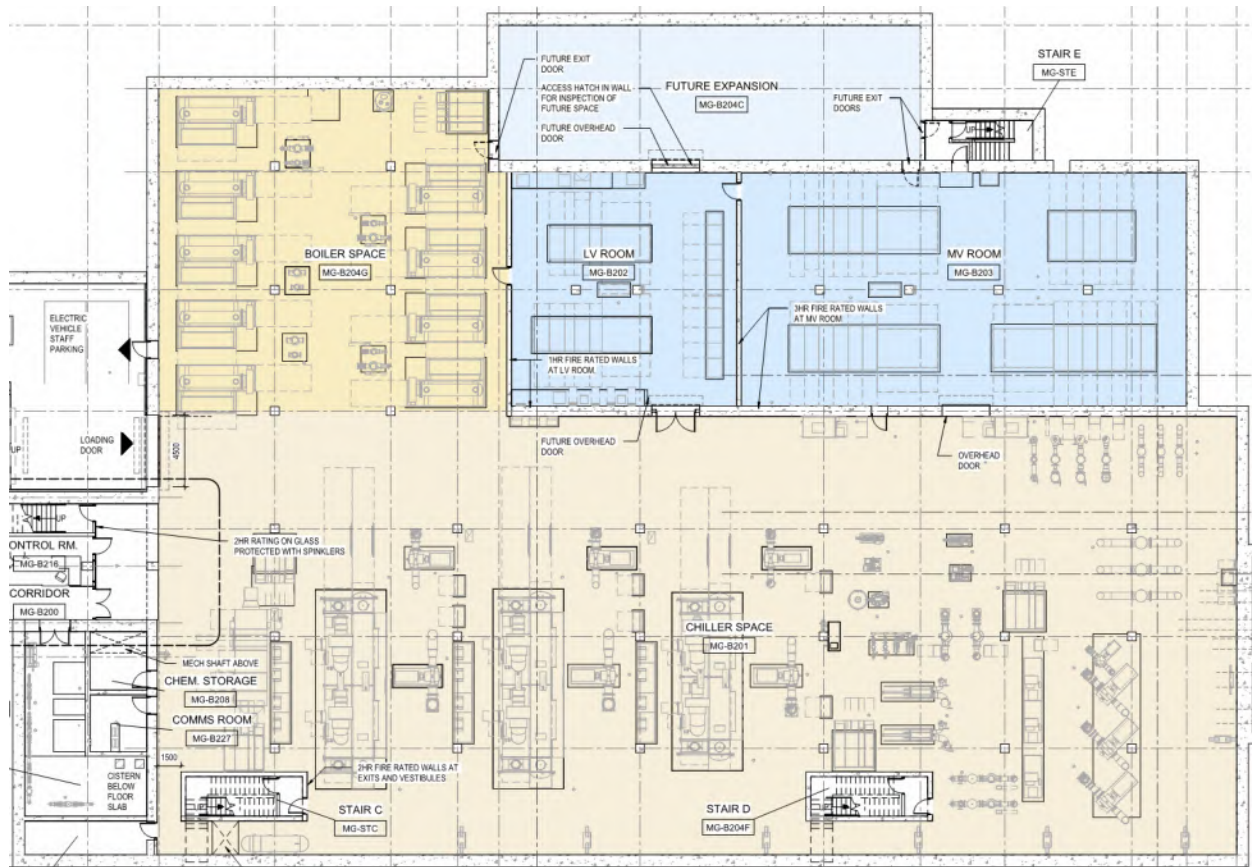 STAIR E
MG-STE
FUTURE EXIT
DOOR
ACCESS HATCH IN WALL
FOR INSPECTION OF
FUTURE SPACE
FUTURE OVERHEAD
DOOR
FUTURE EXPANSION
MG-B204C
FUTURE EXIT
DOORS
UP
BOILER SPACE
MG-B204G
LV ROOM
MG-B202
MV ROOM
MG-B203
3HR FIRE RATED WALLS
AT MV ROOM
1HR FIRE RATED WALLS
AT LV ROOM.
ELECTRIC
VEHICLE
STAFF
PARKING
LOADING
DOOR
UP
4500
FUTURE OVERHEAD
DOOR
OVERHEAD
DOOR
UP
2HR RATING ON GLASS
PROTECTED WITH SPINKLERS
ONTROL RM.
MG-B216
CORRIDOR
MG-B200
CHILLER SPACE
MG-B201
MECH SHAFT ABOVE
CHEM. STORAGE
MG-B208
COMMS ROOM
MG-B227
1500
CISTERN
BELOW
FLOOR
SLAB
2HR FIRE RATED WALLS AT
EXITS AND VESTIBULES
UP
STAIR C
MG-STC
STAIR D
MG-B204F
UP